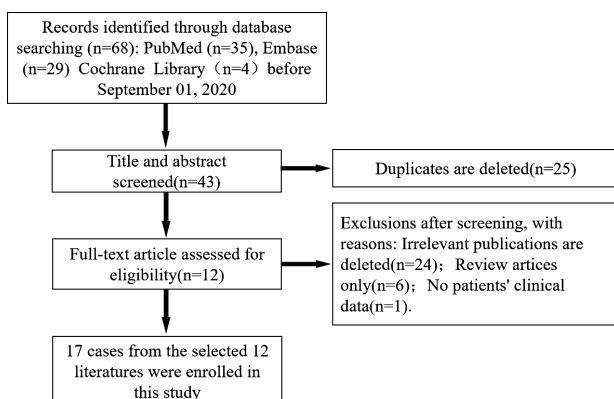 Records identified through database
searching (n=68): PubMed (n=35), Embase
(n=29) Cochrane Library（n=4）before
September 01, 2020
Title and abstract
screened(n=43)
Duplicates are deleted(n=25)
Full-text article assessed for
eligibility(n=12)
Exclusions after screening, with
reasons: Irrelevant publications are
deleted(n=24)； Review artices
only(n=6)； No patients' clinical
data(n=1).
17 cases from the selected 12
literatures were enrolled in
this study